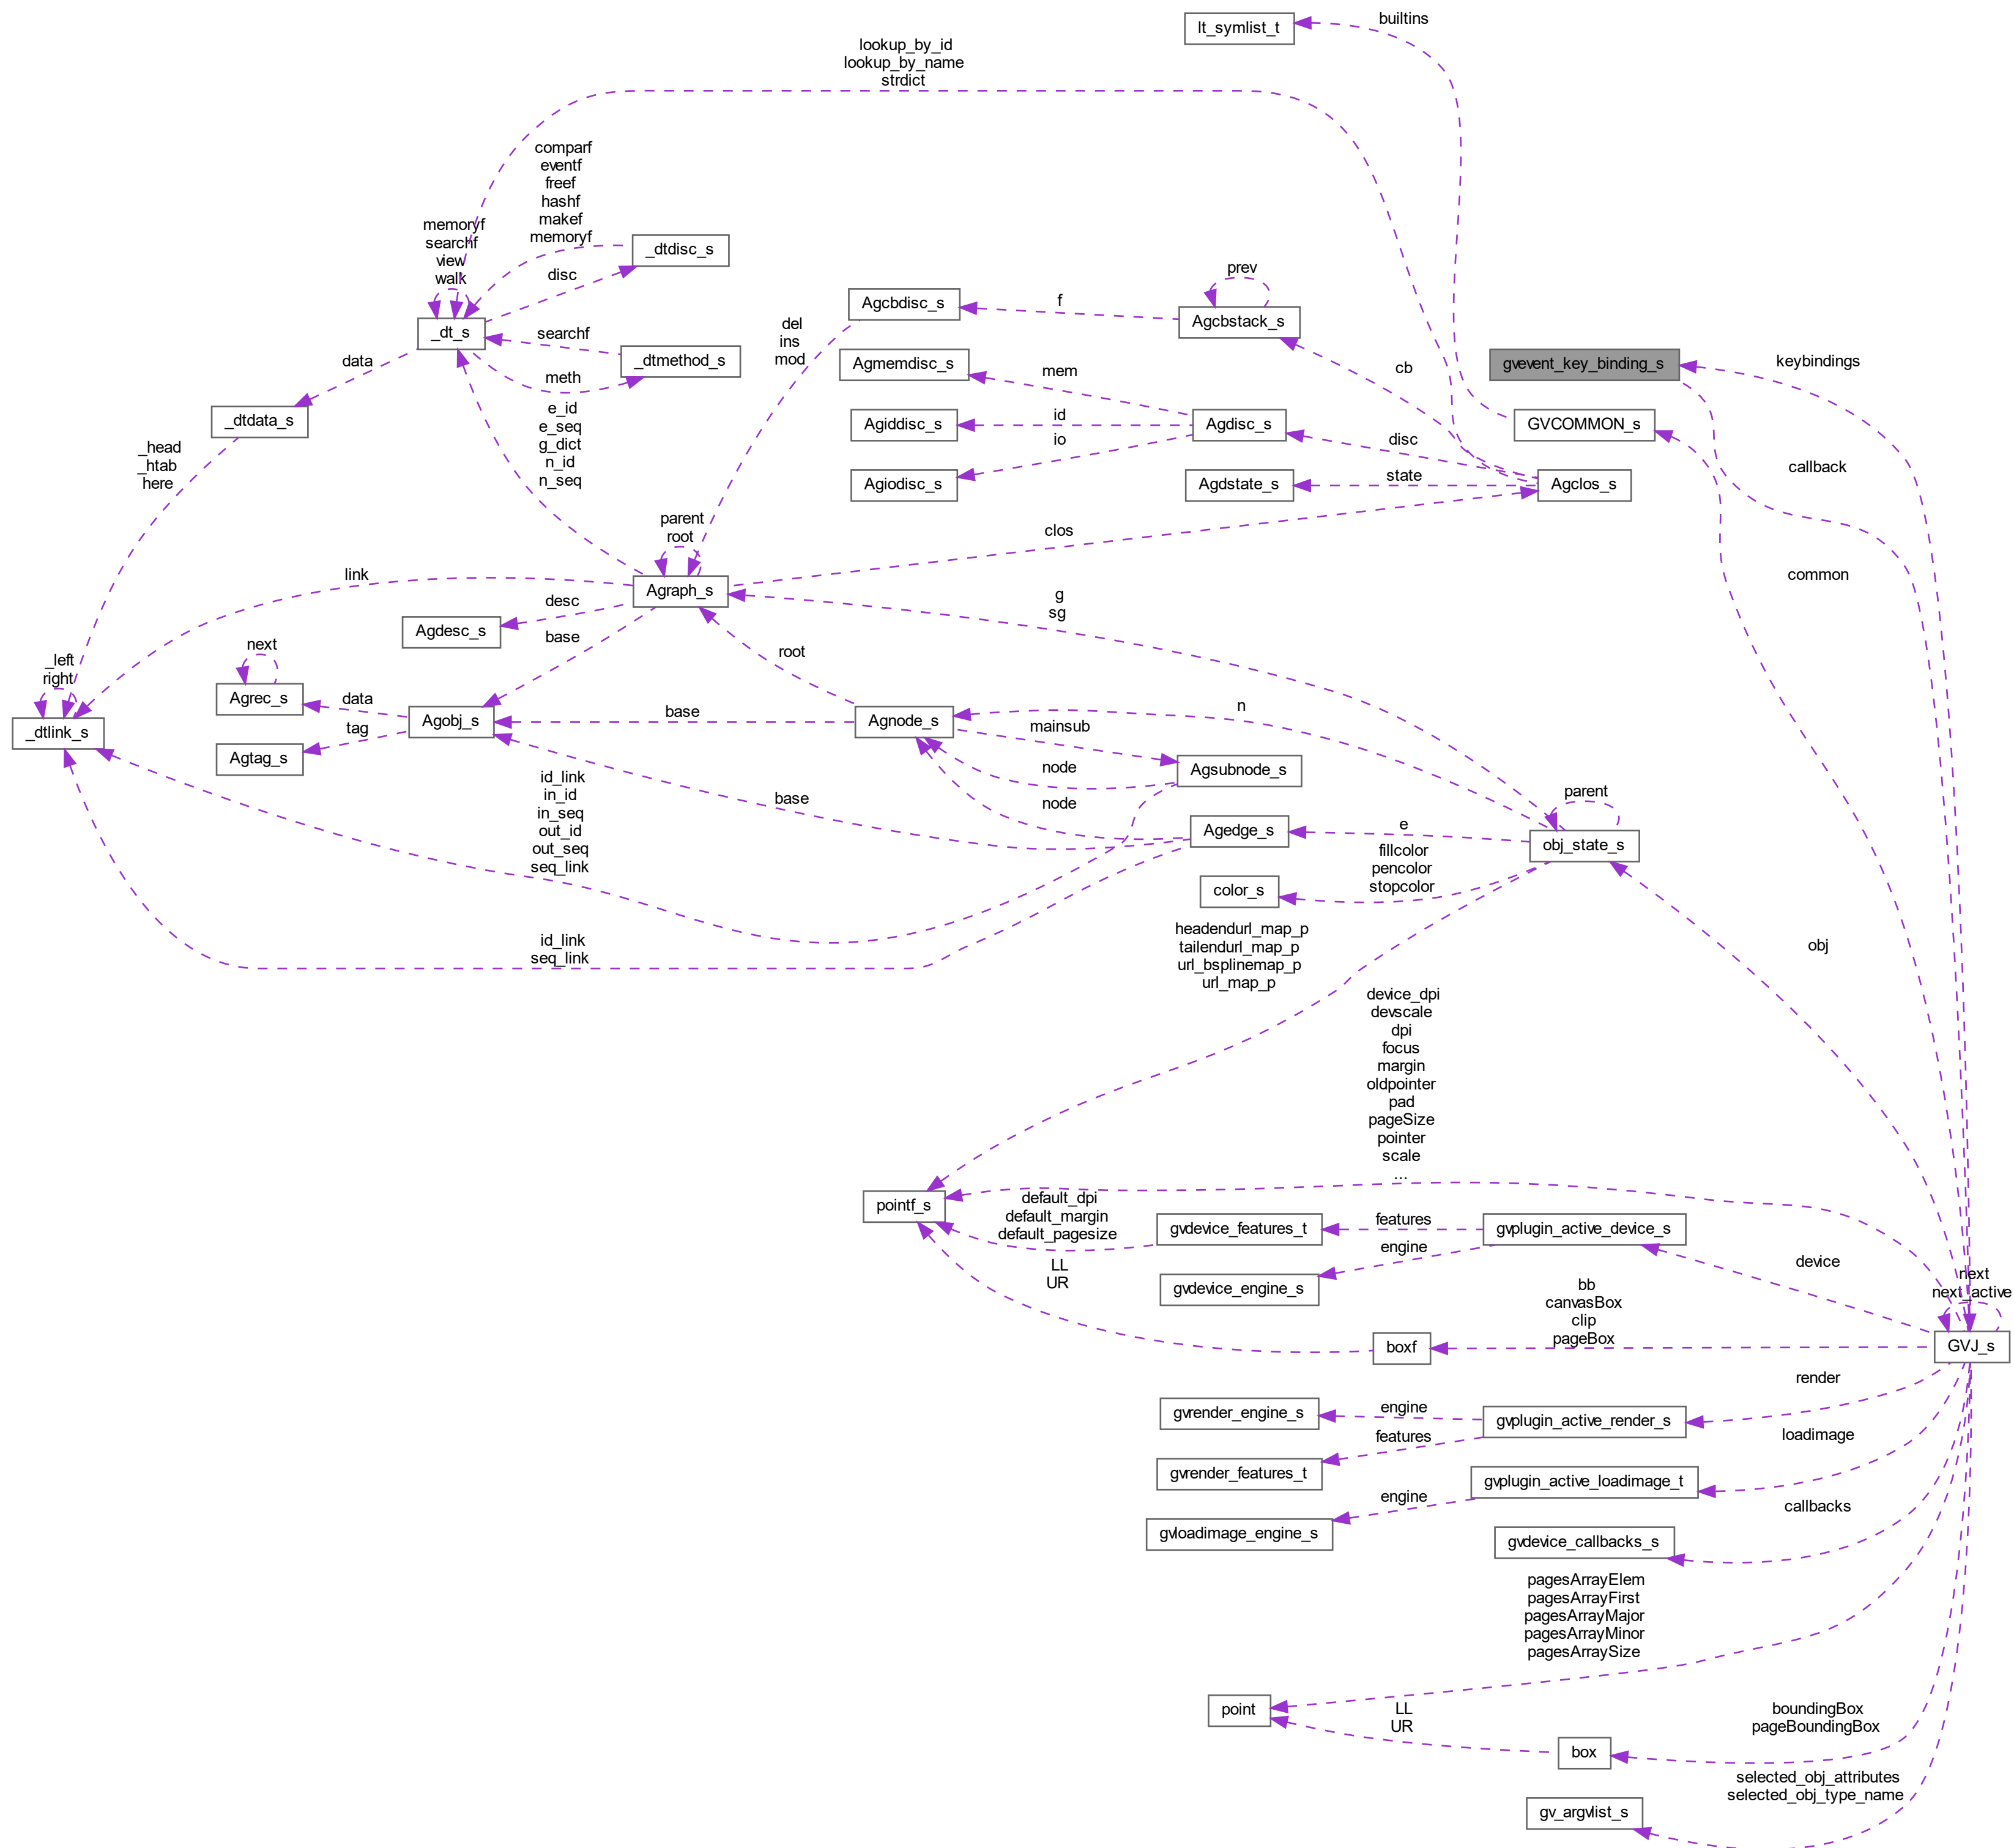 builtins
lt_symlist_t
lookup_by_id
lookup_by_name
strdict
comparf
eventf
freef
hashf
makef
memoryf
memoryf
searchf
view
walk
_dtdisc_s
disc
prev
f
Agcbdisc_s
Agcbstack_s
_dt_s
searchf
_dtmethod_s
del
ins
mod
Agmemdisc_s
gvevent_key_binding_s
keybindings
data
meth
mem
cb
_dtdata_s
e_id
e_seq
g_dict
n_id
n_seq
id
Agiddisc_s
Agdisc_s
GVCOMMON_s
io
disc
_head
_htab
here
callback
Agiodisc_s
state
Agdstate_s
Agclos_s
parent
root
clos
link
common
Agraph_s
desc
g
sg
Agdesc_s
base
next
root
_left
right
Agrec_s
data
Agobj_s
base
Agnode_s
n
mainsub
_dtlink_s
tag
Agtag_s
node
Agsubnode_s
id_link
in_id
in_seq
out_id
out_seq
seq_link
base
node
parent
Agedge_s
e
obj_state_s
fillcolor
pencolor
stopcolor
color_s
headendurl_map_p
tailendurl_map_p
url_bsplinemap_p
url_map_p
id_link
seq_link
obj
device_dpi
devscale
dpi
focus
margin
oldpointer
pad
pageSize
pointer
scale
...
pointf_s
default_dpi
default_margin
default_pagesize
gvdevice_features_t
features
gvplugin_active_device_s
engine
LL
UR
gvdevice_engine_s
device
next
next_active
bb
canvasBox
clip
pageBox
boxf
GVJ_s
render
gvrender_engine_s
engine
gvplugin_active_render_s
features
loadimage
gvrender_features_t
gvplugin_active_loadimage_t
engine
callbacks
gvloadimage_engine_s
gvdevice_callbacks_s
pagesArrayElem
pagesArrayFirst
pagesArrayMajor
pagesArrayMinor
pagesArraySize
point
LL
UR
boundingBox
pageBoundingBox
box
selected_obj_attributes
selected_obj_type_name
gv_argvlist_s